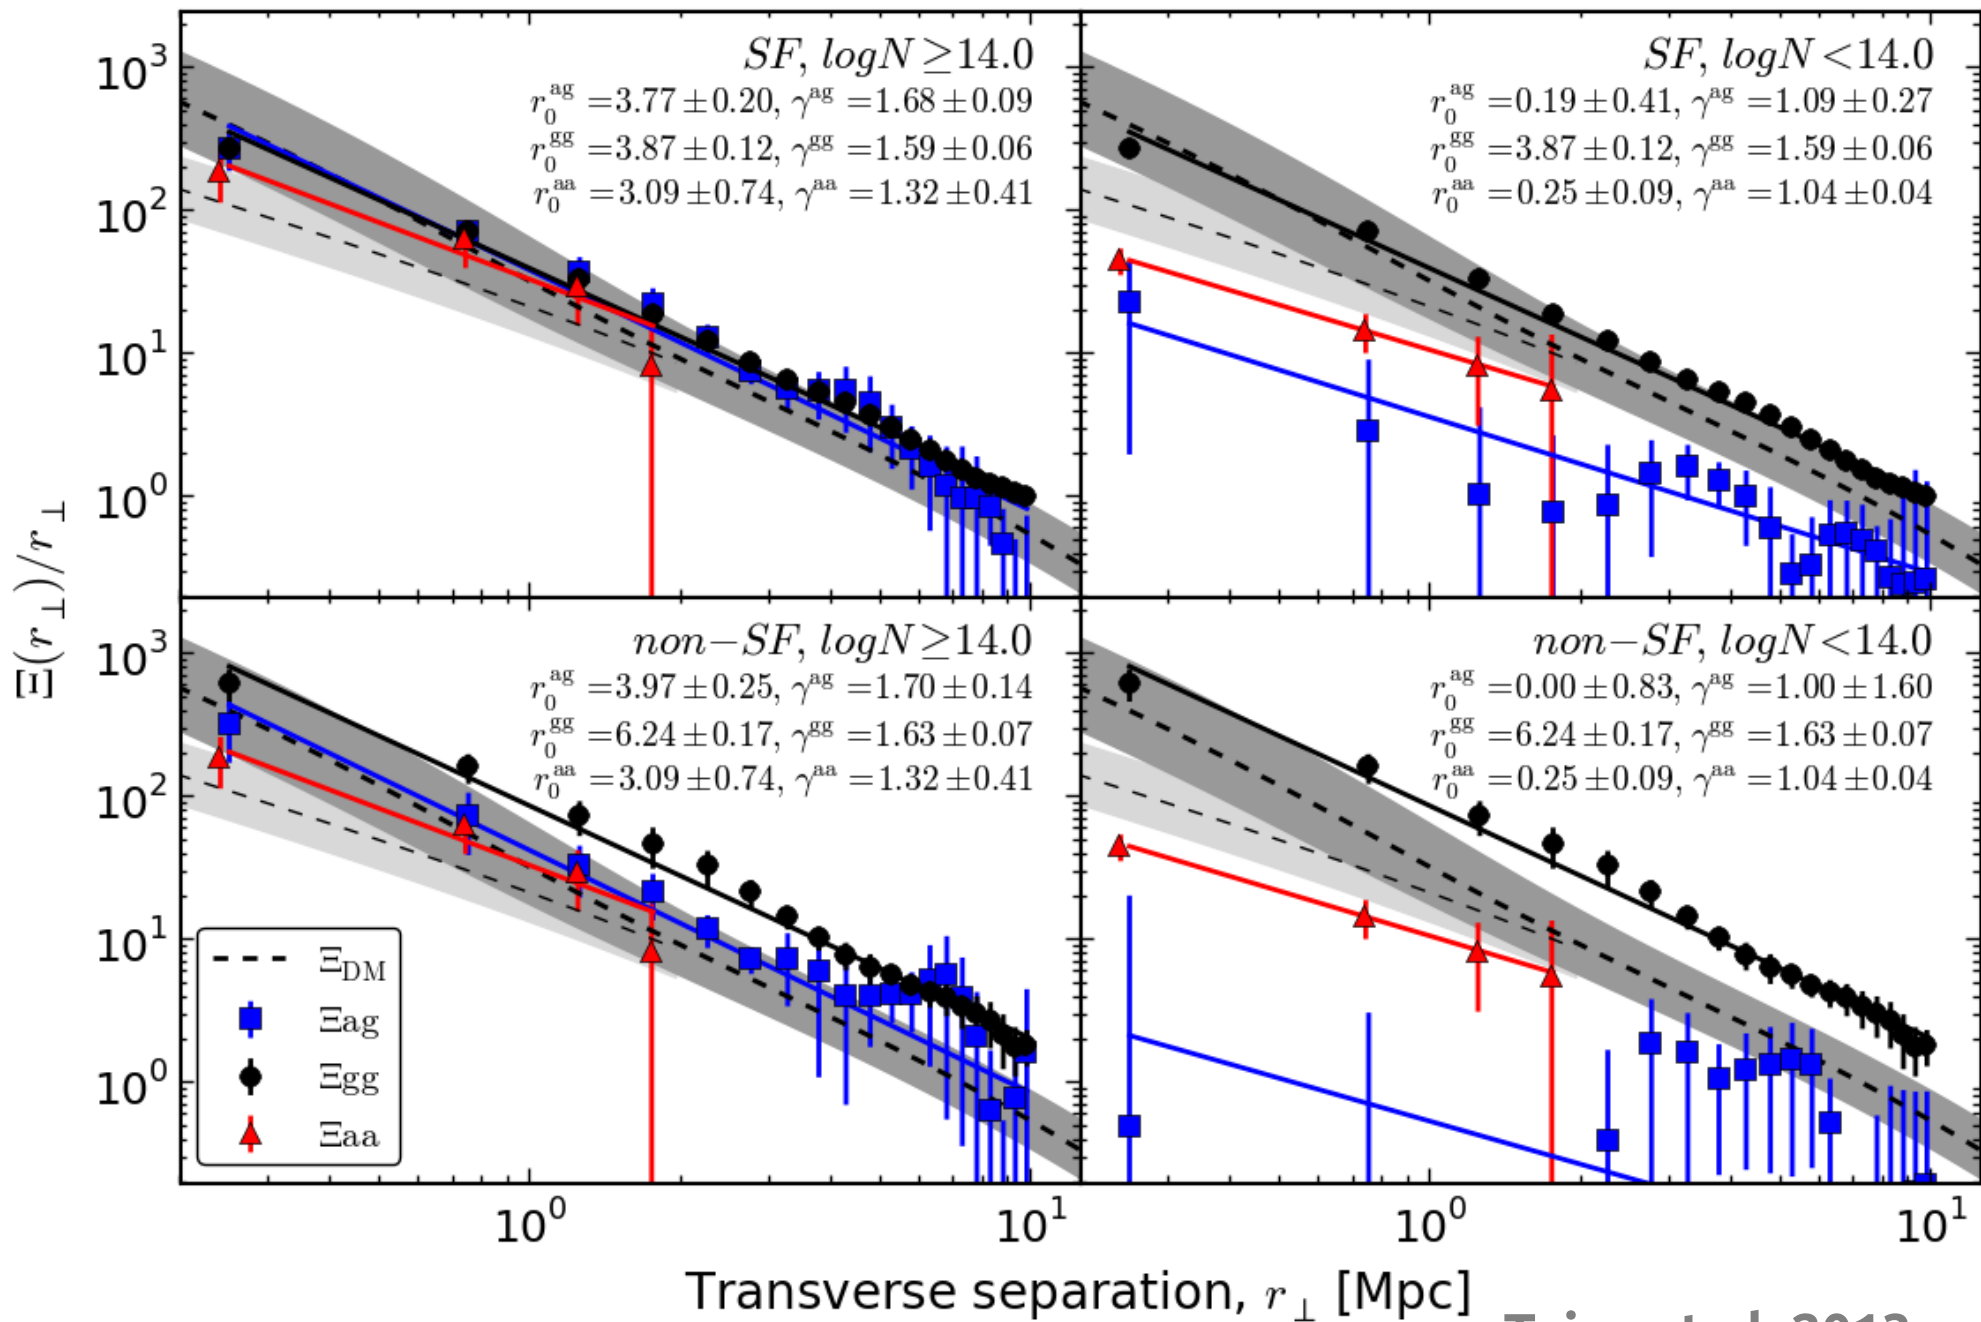 SF, logN ≥14.0
r₀ᵃᵍ =3.77±0.20, γᵃᵍ =1.68±0.09
r₀ᵍᵍ =3.87±0.12, γᵍᵍ =1.59±0.06
r₀ᵃᵃ =3.09±0.74, γᵃᵃ =1.32±0.41
SF, logN <14.0
r₀ᵃᵍ =0.19±0.41, γᵃᵍ =1.09±0.27
r₀ᵍᵍ =3.87±0.12, γᵍᵍ =1.59±0.06
r₀ᵃᵃ =0.25±0.09, γᵃᵃ =1.04±0.04
10³
10²
10¹
10⁰
Ξ(r⊥)/r⊥
non−SF, logN ≥14.0
r₀ᵃᵍ =3.97±0.25, γᵃᵍ =1.70±0.14
r₀ᵍᵍ =6.24±0.17, γᵍᵍ =1.63±0.07
r₀ᵃᵃ =3.09±0.74, γᵃᵃ =1.32±0.41
non−SF, logN <14.0
r₀ᵃᵍ =0.00±0.83, γᵃᵍ =1.00±1.60
r₀ᵍᵍ =6.24±0.17, γᵍᵍ =1.63±0.07
r₀ᵃᵃ =0.25±0.09, γᵃᵃ =1.04±0.04
10³
10²
10¹
10⁰
Ξ_DM
Ξag
Ξgg
Ξaa
10⁰ 10¹ 10⁰ 10¹
Transverse separation, r⊥ [Mpc]